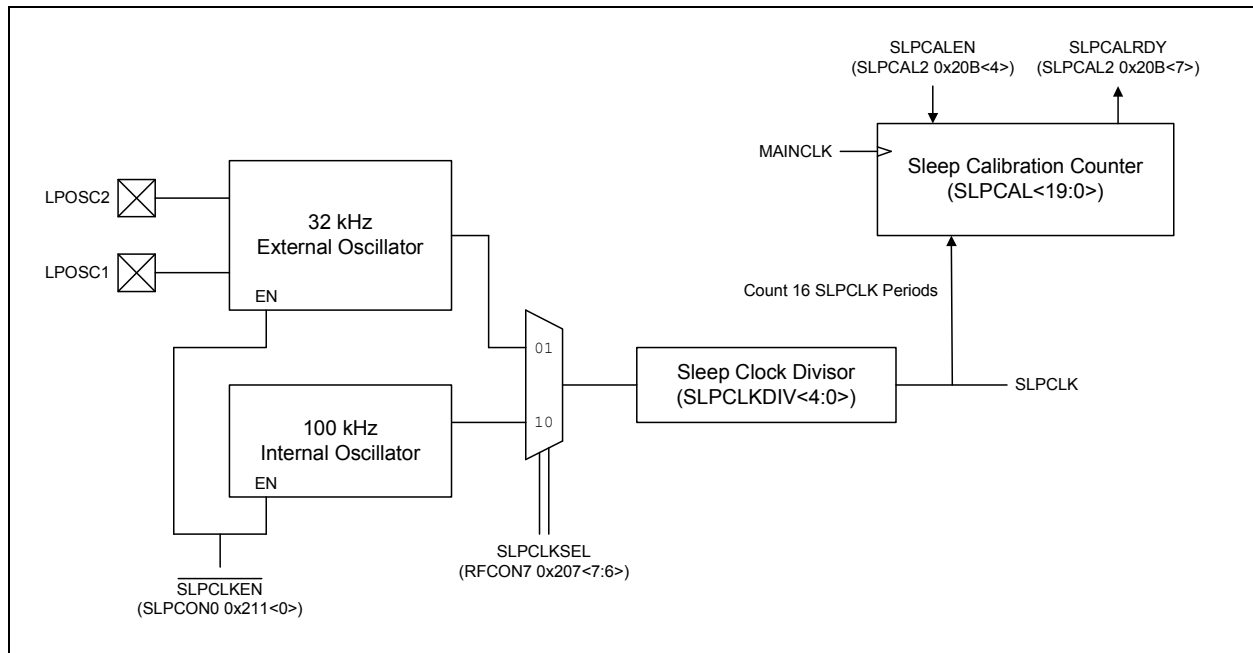 SLPCALEN
(SLPCAL2 0x20B<4>)
SLPCALRDY
(SLPCAL2 0x20B<7>)
MAINCLK
Sleep Calibration Counter
(SLPCAL<19:0>)
LPOSC2
LPOSC1
32 kHz
External Oscillator
EN
Count 16 SLPCLK Periods
01
10
Sleep Clock Divisor
(SLPCLKDIV<4:0>)
SLPCLK
100 kHz
Internal Oscillator
EN
SLPCLKSEL
(RFCON7 0x207<7:6>)
SLPCLKEN
(SLPCON0 0x211<0>)